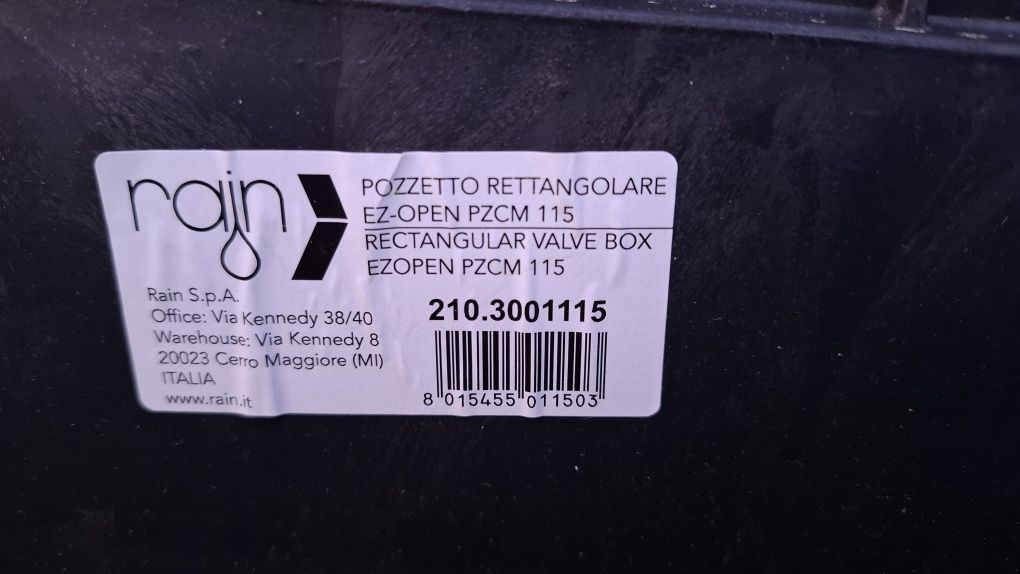 rain
POZZETTO RETTANGOLARE
EZ-OPEN PZCM 115
RECTANGULAR VALVE BOX
EZOPEN PZCM 115
Rain S.p.A.
Office: Via Kennedy 38/40
Warehouse: Via Kennedy 8
20023 Cerro Maggiore (MI)
ITALIA
www.rain.it
210.3001115
8 015455 011503